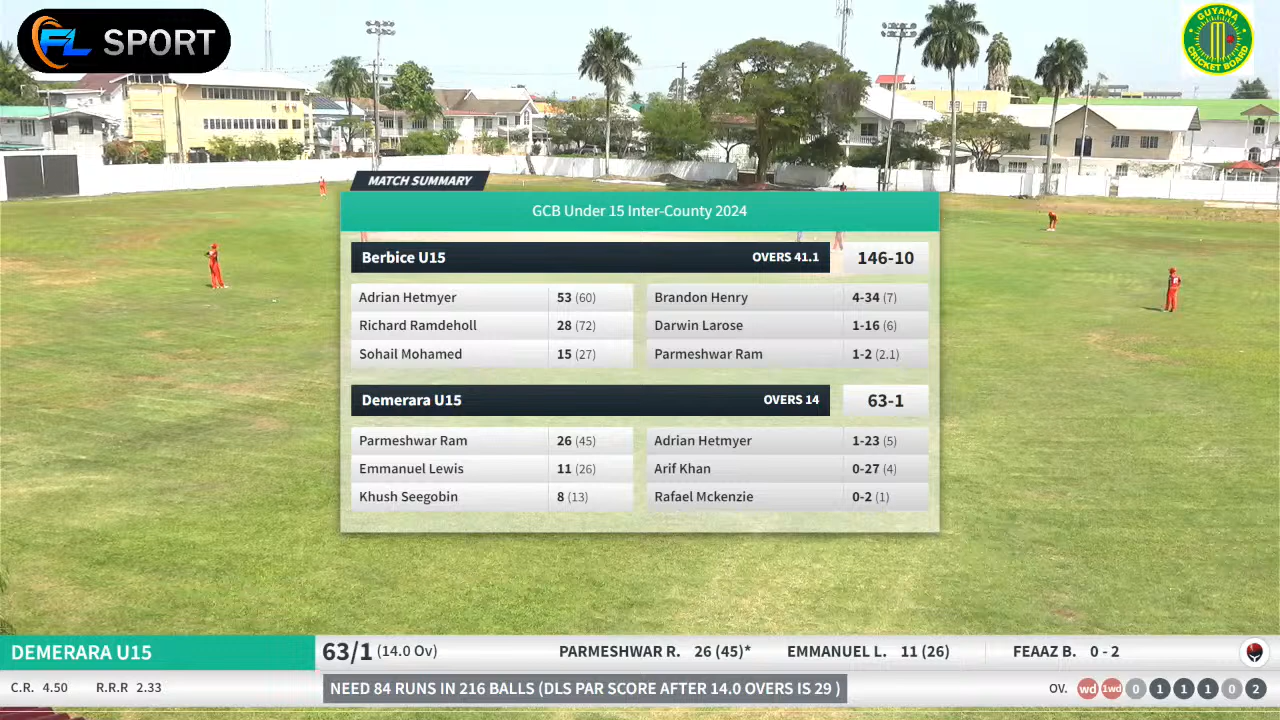 FL SPORT
GUYANA
CRICKET BOARD
MATCH SUMMARY
GCB Under 15 Inter-County 2024
Berbice U15 OVERS 41.1 146-10
Adrian Hetmyer 53 (60) Brandon Henry 4-34 (7)
Richard Ramdeholl 28 (72) Darwin Larose 1-16 (6)
Sohail Mohamed 15 (27) Parmeshwar Ram 1-2 (2.1)
Demerara U15 OVERS 14 63-1
Parmeshwar Ram 26 (45) Adrian Hetmyer 1-23 (5)
Emmanuel Lewis 11 (26) Arif Khan 0-27 (4)
Khush Seegobin 8 (13) Rafael Mckenzie 0-2 (1)
DEMERARA U15 63/1 (14.0 Ov) PARMESHWAR R. 26 (45)* EMMANUEL L. 11 (26) FEAAZ B. 0 - 2
C.R. 4.50 R.R.R 2.33 NEED 84 RUNS IN 216 BALLS (DLS PAR SCORE AFTER 14.0 OVERS IS 29 ) OV. wd 1wd 0 1 1 1 0 2